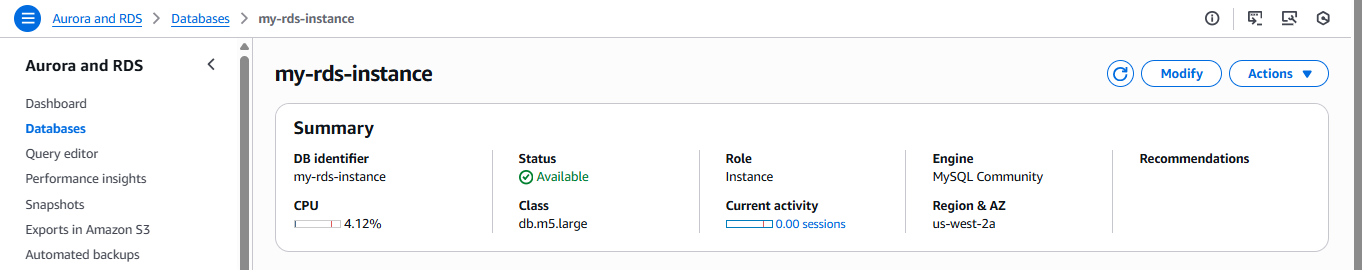 Aurora and RDS > Databases > my-rds-instance
Aurora and RDS
Dashboard
Databases
Query editor
Performance insights
Snapshots
Exports in Amazon S3
Automated backups
my-rds-instance
Modify
Actions
Summary
DB identifier
my-rds-instance
Status
Available
Role
Instance
Engine
MySQL Community
Recommendations
CPU
4.12%
Class
db.m5.large
Current activity
0.00 sessions
Region & AZ
us-west-2a